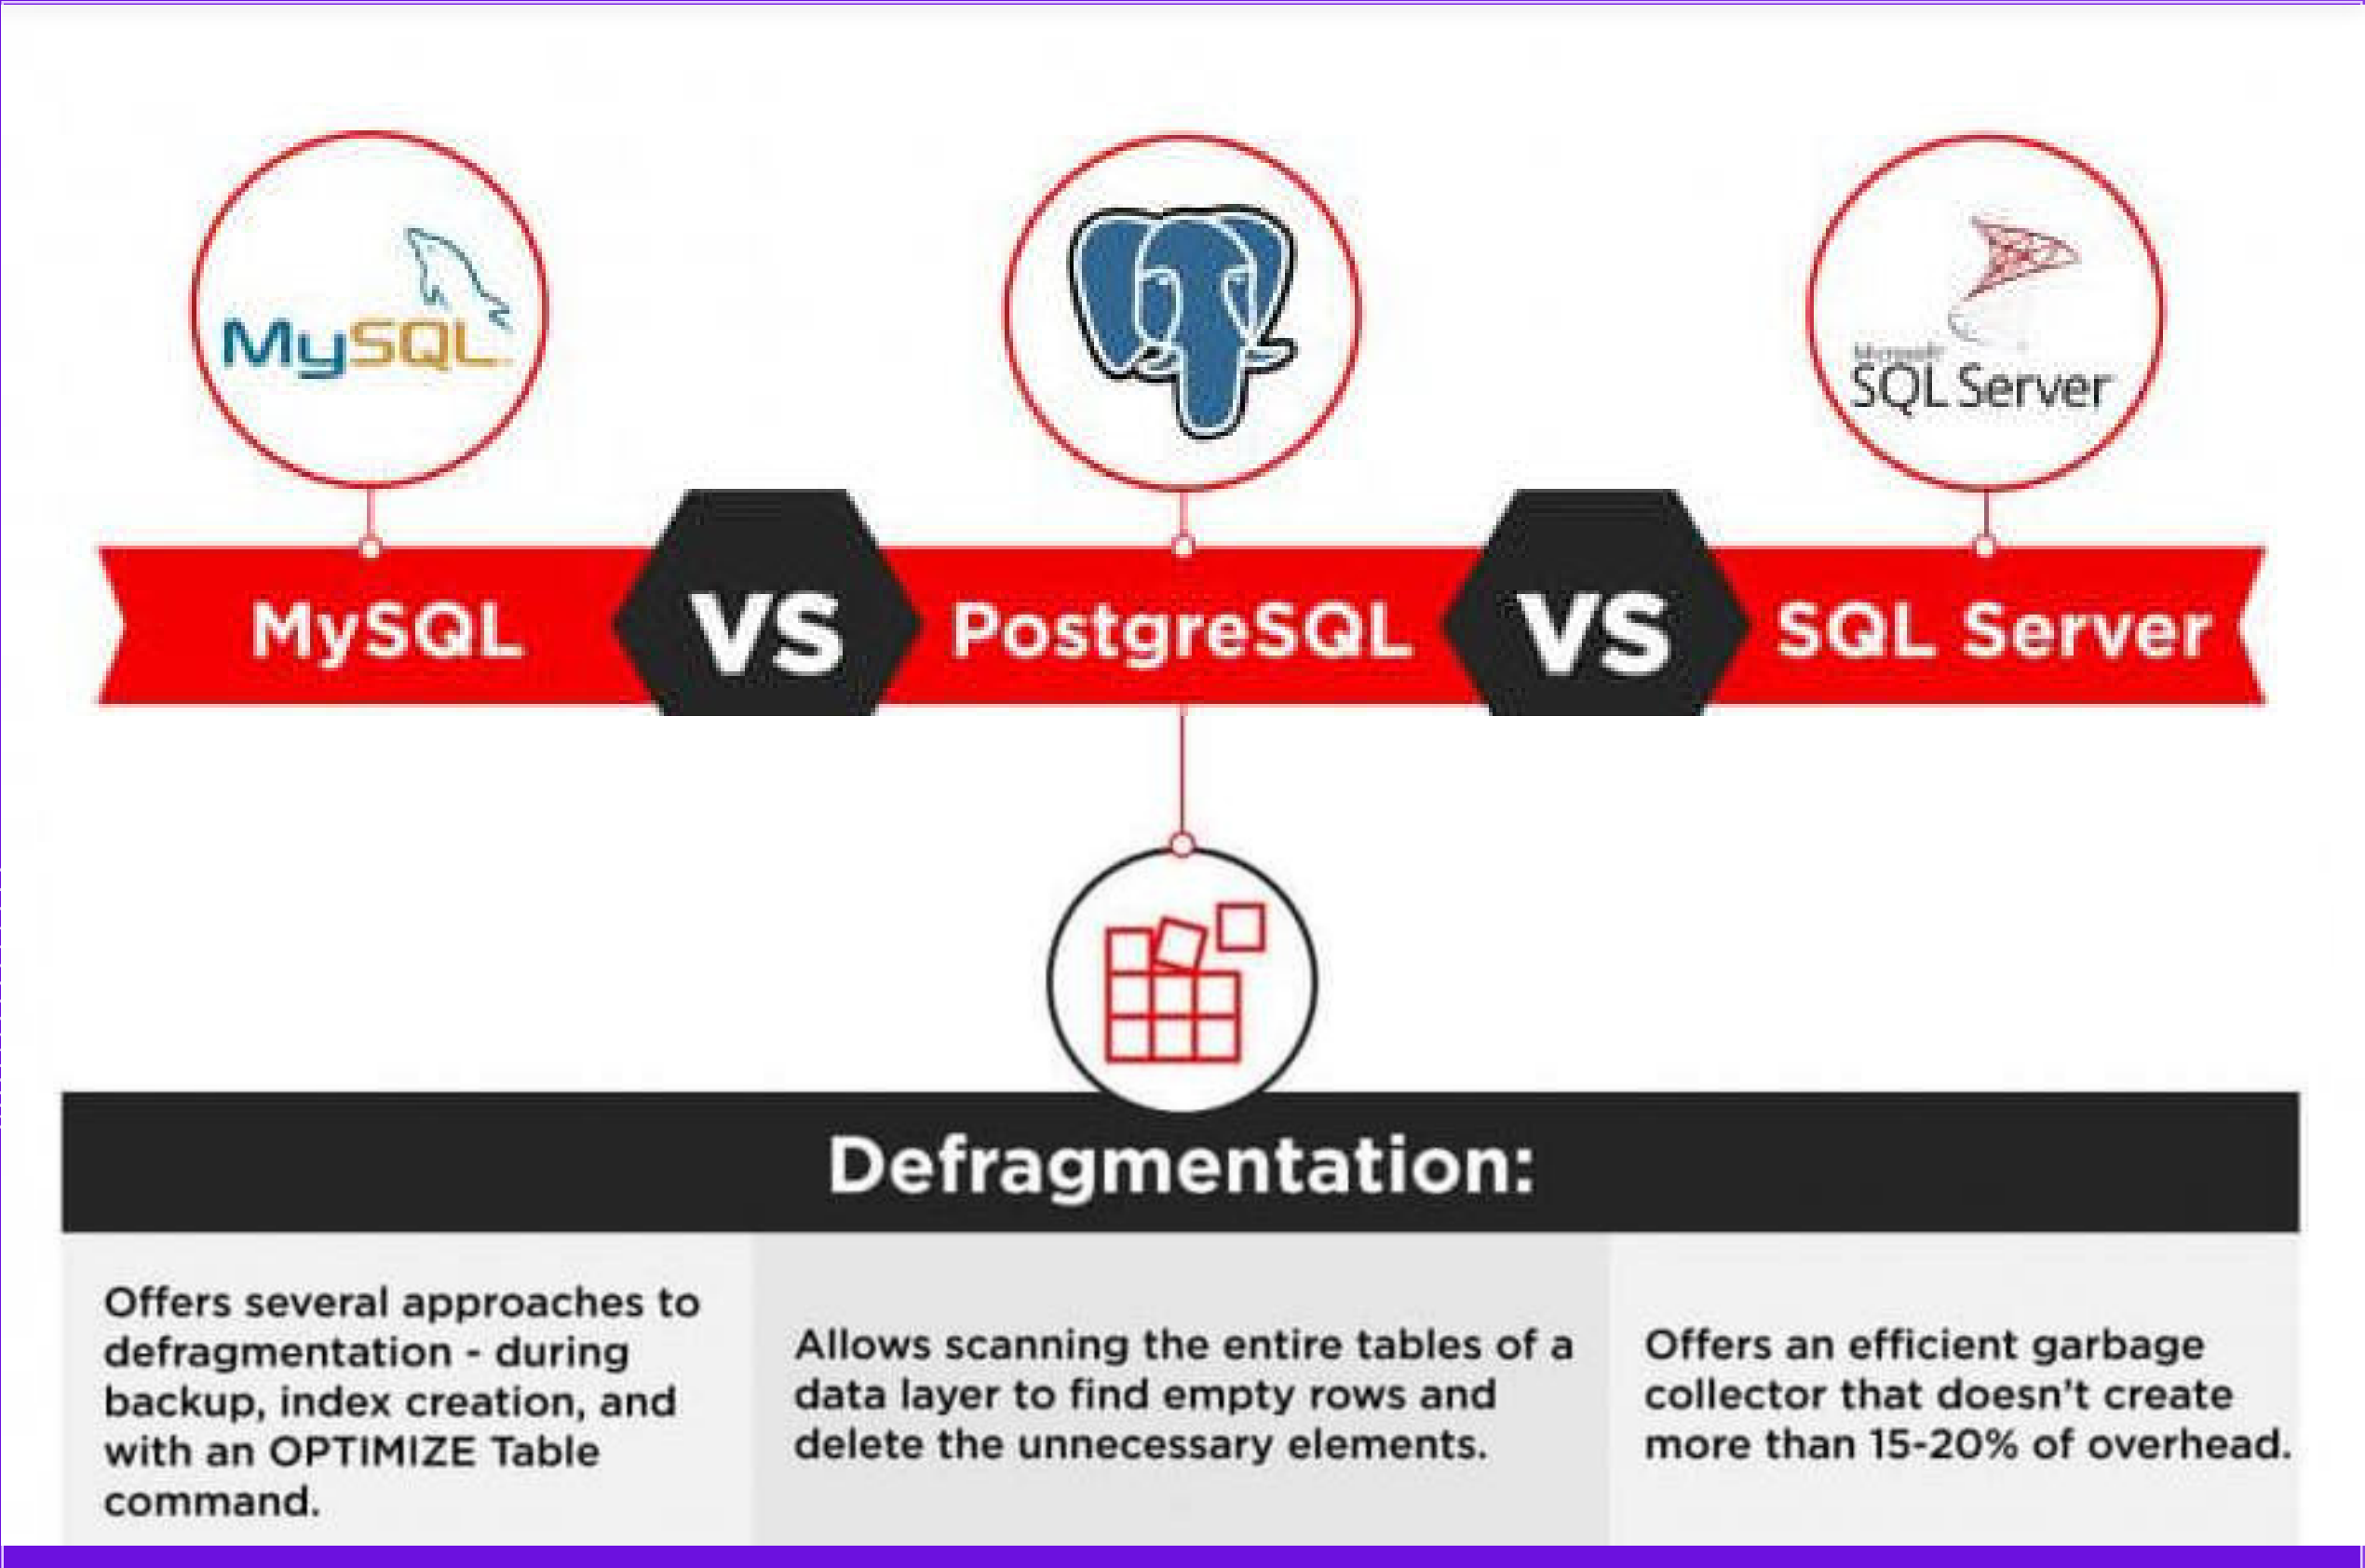 MySQL
Microsoft
SQL Server
MySQL VS PostgreSQL VS SQL Server
Defragmentation:
Offers several approaches to
defragmentation - during
backup, index creation, and
with an OPTIMIZE Table
command.
Allows scanning the entire tables of a
data layer to find empty rows and
delete the unnecessary elements.
Offers an efficient garbage
collector that doesn't create
more than 15-20% of overhead.